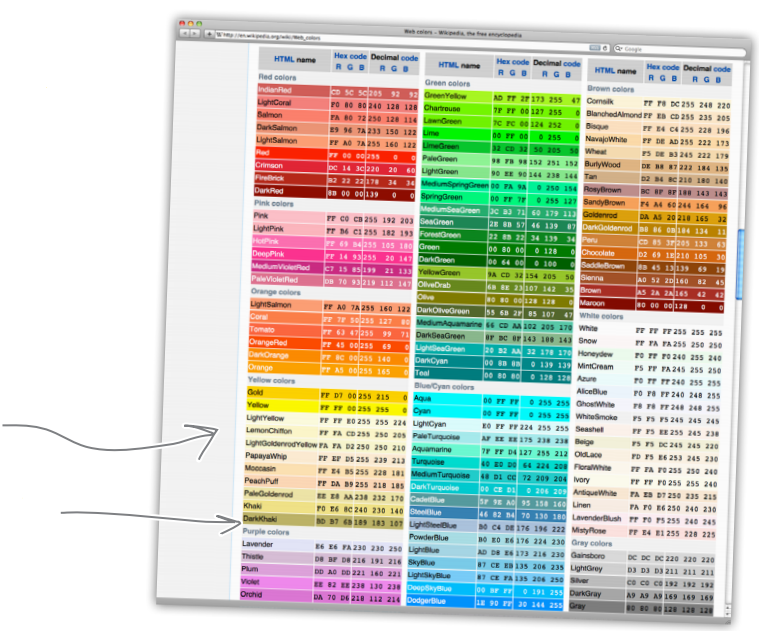 Web colors – Wikipedia, the free encyclopedia
http://en.wikipedia.org/wiki/Web_colors
Google
HTML name Hex code Decimal code
R G B R G B
Red colors
IndianRed CD 5C 5C 205 92 92
LightCoral F0 80 80 240 128 128
Salmon FA 80 72 250 128 114
DarkSalmon E9 96 7A 233 150 122
LightSalmon FF A0 7A 255 160 122
Red FF 00 00 255 0 0
Crimson DC 14 3C 220 20 60
FireBrick B2 22 22 178 34 34
DarkRed 8B 00 00 139 0 0
Pink colors
Pink FF C0 CB 255 192 203
LightPink FF B6 C1 255 182 193
HotPink FF 69 B4 255 105 180
DeepPink FF 14 93 255 20 147
MediumVioletRed C7 15 85 199 21 133
PaleVioletRed DB 70 93 219 112 147
Orange colors
LightSalmon FF A0 7A 255 160 122
Coral FF 7F 50 255 127 80
Tomato FF 63 47 255 99 71
OrangeRed FF 45 00 255 69 0
DarkOrange FF 8C 00 255 140 0
Orange FF A5 00 255 165 0
Yellow colors
Gold FF D7 00 255 215 0
Yellow FF FF 00 255 255 0
LightYellow FF FF E0 255 255 224
LemonChiffon FF FA CD 255 250 205
LightGoldenrodYellow FA FA D2 250 250 210
PapayaWhip FF EF D5 255 239 213
Moccasin FF E4 B5 255 228 181
PeachPuff FF DA B9 255 218 185
PaleGoldenrod EE E8 AA 238 232 170
Khaki F0 E6 8C 240 230 140
DarkKhaki BD B7 6B 189 183 107
Purple colors
Lavender E6 E6 FA 230 230 250
Thistle D8 BF D8 216 191 216
Plum DD A0 DD 221 160 221
Violet EE 82 EE 238 130 238
Orchid DA 70 D6 218 112 214
HTML name Hex code Decimal code
R G B R G B
Green colors
GreenYellow AD FF 2F 173 255 47
Chartreuse 7F FF 00 127 255 0
LawnGreen 7C FC 00 124 252 0
Lime 00 FF 00 0 255 0
LimeGreen 32 CD 32 50 205 50
PaleGreen 98 FB 98 152 251 152
LightGreen 90 EE 90 144 238 144
MediumSpringGreen 00 FA 9A 0 250 154
SpringGreen 00 FF 7F 0 255 127
MediumSeaGreen 3C B3 71 60 179 113
SeaGreen 2E 8B 57 46 139 87
ForestGreen 22 8B 22 34 139 34
Green 00 80 00 0 128 0
DarkGreen 00 64 00 0 100 0
YellowGreen 9A CD 32 154 205 50
OliveDrab 6B 8E 23 107 142 35
Olive 80 80 00 128 128 0
DarkOliveGreen 55 6B 2F 85 107 47
MediumAquamarine 66 CD AA 102 205 170
DarkSeaGreen 8F BC 8F 143 188 143
LightSeaGreen 20 B2 AA 32 178 170
DarkCyan 00 8B 8B 0 139 139
Teal 00 80 80 0 128 128
Blue/Cyan colors
Aqua 00 FF FF 0 255 255
Cyan 00 FF FF 0 255 255
LightCyan E0 FF FF 224 255 255
PaleTurquoise AF EE EE 175 238 238
Aquamarine 7F FF D4 127 255 212
Turquoise 40 E0 D0 64 224 208
MediumTurquoise 48 D1 CC 72 209 204
DarkTurquoise 00 CE D1 0 206 209
CadetBlue 5F 9E A0 95 158 160
SteelBlue 46 82 B4 70 130 180
LightSteelBlue B0 C4 DE 176 196 222
PowderBlue B0 E0 E6 176 224 230
LightBlue AD D8 E6 173 216 230
SkyBlue 87 CE EB 135 206 235
LightSkyBlue 87 CE FA 135 206 250
DeepSkyBlue 00 BF FF 0 191 255
DodgerBlue 1E 90 FF 30 144 255
HTML name Hex code Decimal code
R G B R G B
Brown colors
Cornsilk FF F8 DC 255 248 220
BlanchedAlmond FF EB CD 255 235 205
Bisque FF E4 C4 255 228 196
NavajoWhite FF DE AD 255 222 173
Wheat F5 DE B3 245 222 179
BurlyWood DE B8 87 222 184 135
Tan D2 B4 8C 210 180 140
RosyBrown BC 8F 8F 188 143 143
SandyBrown F4 A4 60 244 164 96
Goldenrod DA A5 20 218 165 32
DarkGoldenrod B8 86 0B 184 134 11
Peru CD 85 3F 205 133 63
Chocolate D2 69 1E 210 105 30
SaddleBrown 8B 45 13 139 69 19
Sienna A0 52 2D 160 82 45
Brown A5 2A 2A 165 42 42
Maroon 80 00 00 128 0 0
White colors
White FF FF FF 255 255 255
Snow FF FA FA 255 250 250
Honeydew F0 FF F0 240 255 240
MintCream F5 FF FA 245 255 250
Azure F0 FF FF 240 255 255
AliceBlue F0 F8 FF 240 248 255
GhostWhite F8 F8 FF 248 248 255
WhiteSmoke F5 F5 F5 245 245 245
Seashell FF F5 EE 255 245 238
Beige F5 F5 DC 245 245 220
OldLace FD F5 E6 253 245 230
FloralWhite FF FA F0 255 250 240
Ivory FF FF F0 255 255 240
AntiqueWhite FA EB D7 250 235 215
Linen FA F0 E6 250 240 230
LavenderBlush FF F0 F5 255 240 245
MistyRose FF E4 E1 255 228 225
Gray colors
Gainsboro DC DC DC 220 220 220
LightGrey D3 D3 D3 211 211 211
Silver C0 C0 C0 192 192 192
DarkGray A9 A9 A9 169 169 169
Gray 80 80 80 128 128 128